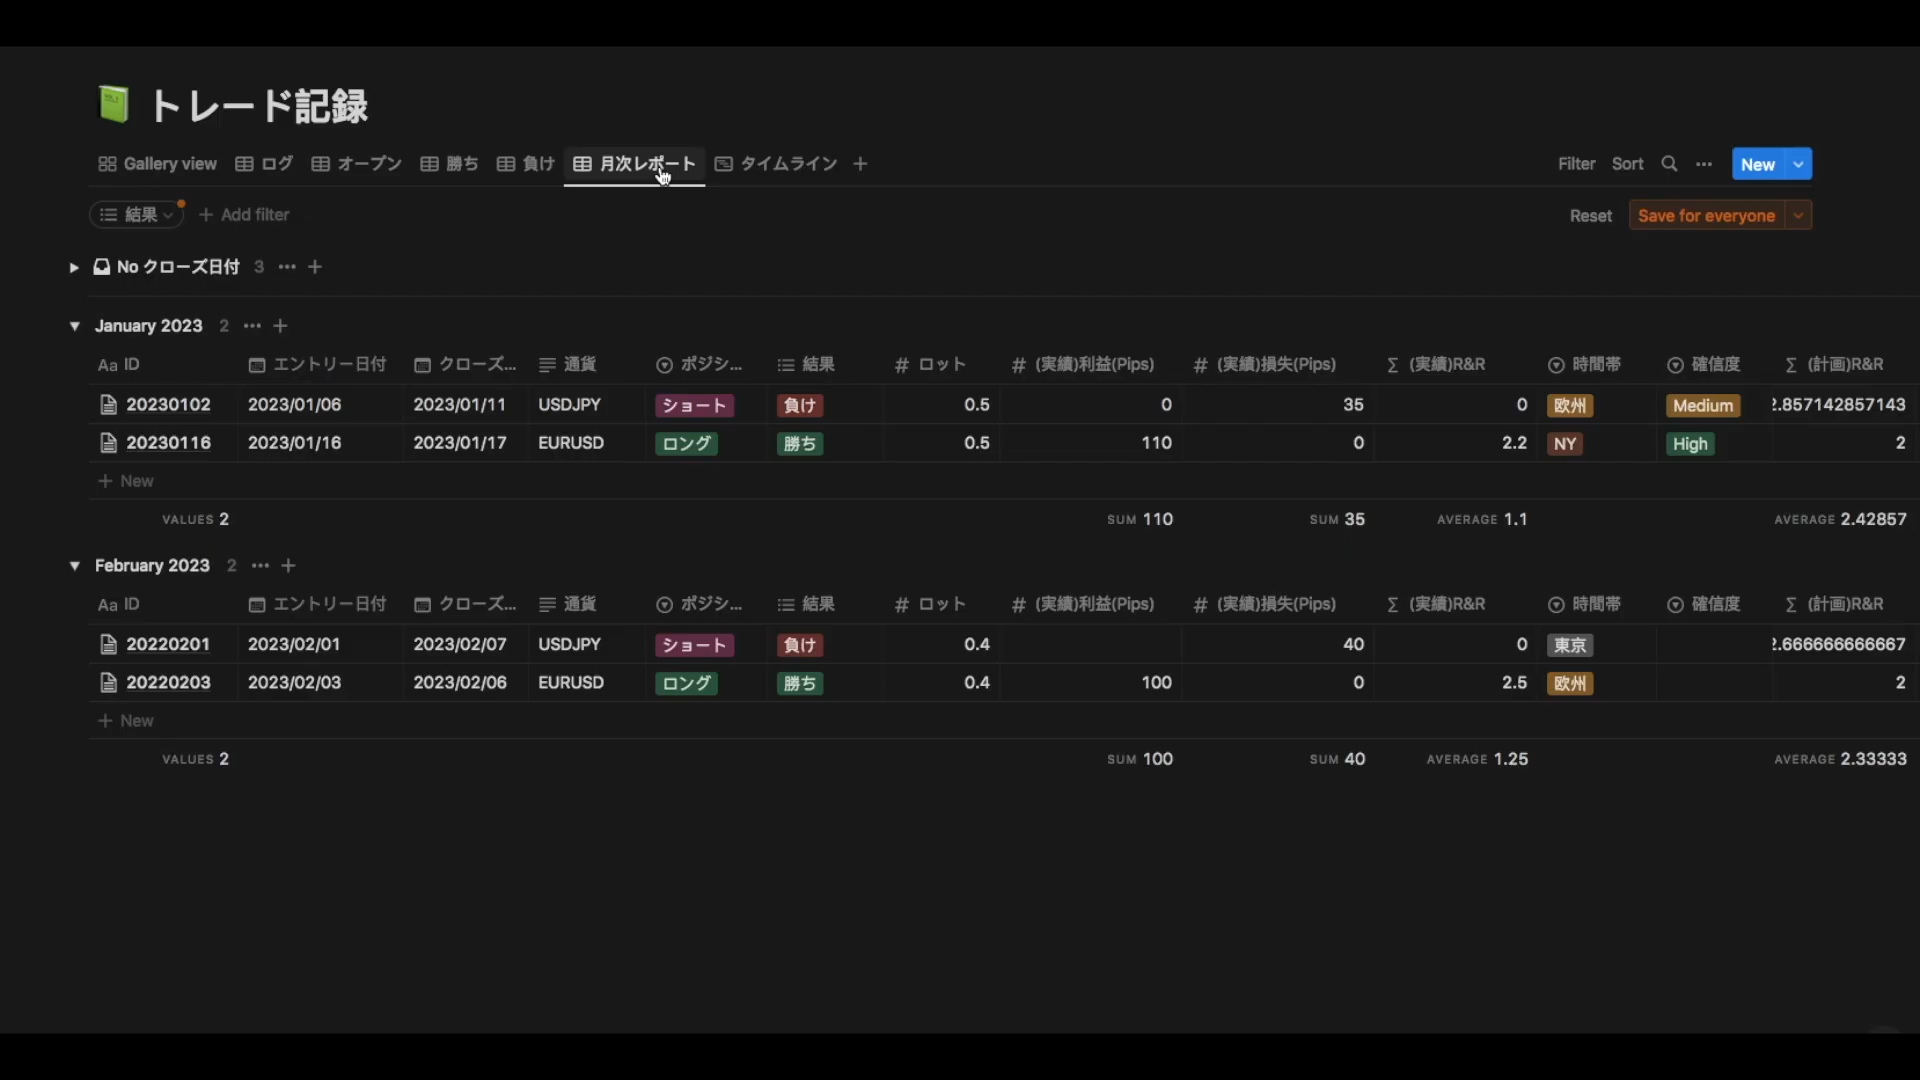 トレード記録
Gallery view ログ オープン 勝ち 負け 月次レポート タイムライン + Filter Sort ··· New
結果 + Add filter Reset Save for everyone
No クローズ日付 3 ··· +
January 2023 2 ··· +
Aa ID エントリー日付 クローズ... 通貨 ポジシ... 結果 # ロット # (実績)利益(Pips) # (実績)損失(Pips) Σ (実績)R&R 時間帯 確信度 Σ (計画)R&R
20230102 2023/01/06 2023/01/11 USDJPY ショート 負け 0.5 0 35 0 欧州 Medium 2.857142857143
20230116 2023/01/16 2023/01/17 EURUSD ロング 勝ち 0.5 110 0 2.2 NY High 2
+ New
VALUES 2 SUM 110 SUM 35 AVERAGE 1.1 AVERAGE 2.42857
February 2023 2 ··· +
Aa ID エントリー日付 クローズ... 通貨 ポジシ... 結果 # ロット # (実績)利益(Pips) # (実績)損失(Pips) Σ (実績)R&R 時間帯 確信度 Σ (計画)R&R
20220201 2023/02/01 2023/02/07 USDJPY ショート 負け 0.4 40 0 東京 2.666666666667
20220203 2023/02/03 2023/02/06 EURUSD ロング 勝ち 0.4 100 0 2.5 欧州 2
+ New
VALUES 2 SUM 100 SUM 40 AVERAGE 1.25 AVERAGE 2.33333